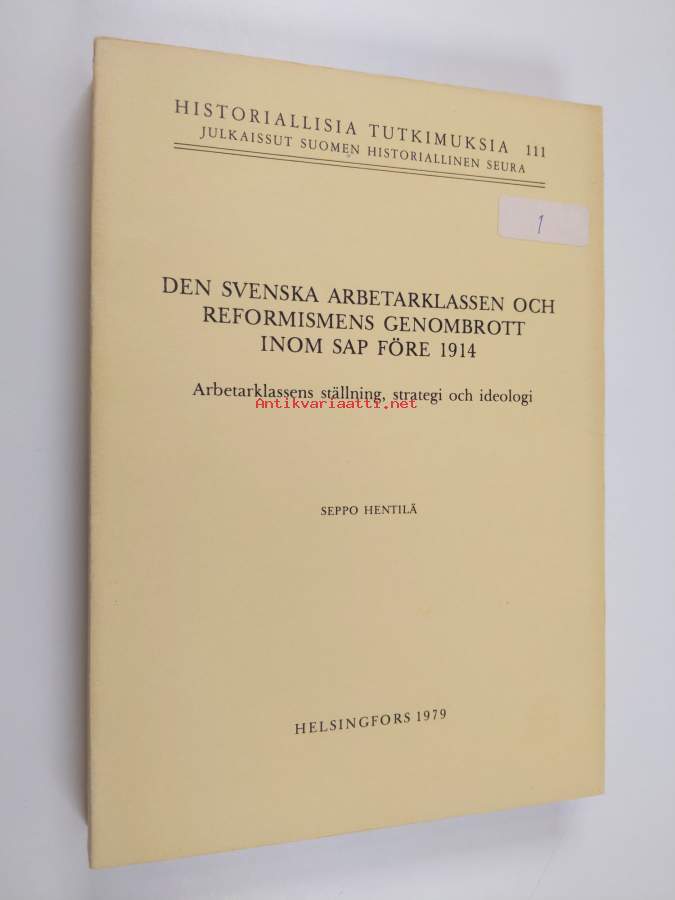 HISTORIALLISIA TUTKIMUKSIA 111
JULKAISSUT SUOMEN HISTORIALLINEN SEURA
1
DEN SVENSKA ARBETARKLASSEN OCH
REFORMISMENS GENOMBROTT
INOM SAP FÖRE 1914
Arbetarklassens ställning, strategi och ideologi
Antikvariaatti.net
SEPPO HENTILÄ
HELSINGFORS 1979